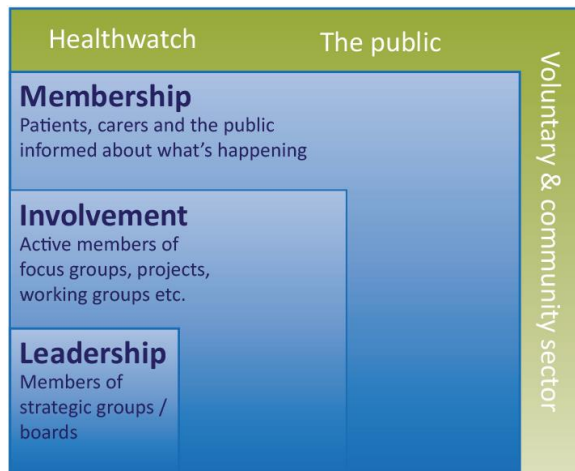 Healthwatch
The public
Voluntary & community sector
Membership
Patients, carers and the public
informed about what's happening
Involvement
Active members of
focus groups, projects,
working groups etc.
Leadership
Members of
strategic groups /
boards